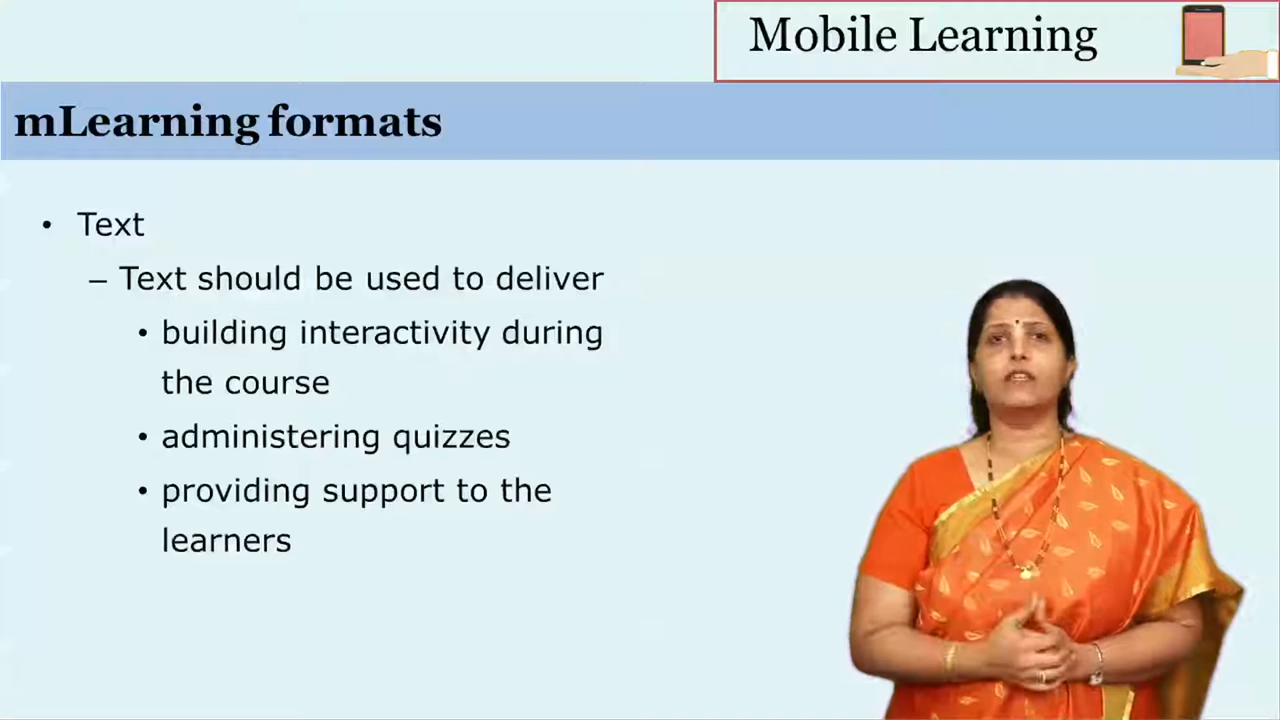 Mobile Learning
mLearning formats
• Text
– Text should be used to deliver
• building interactivity during
the course
• administering quizzes
• providing support to the
learners